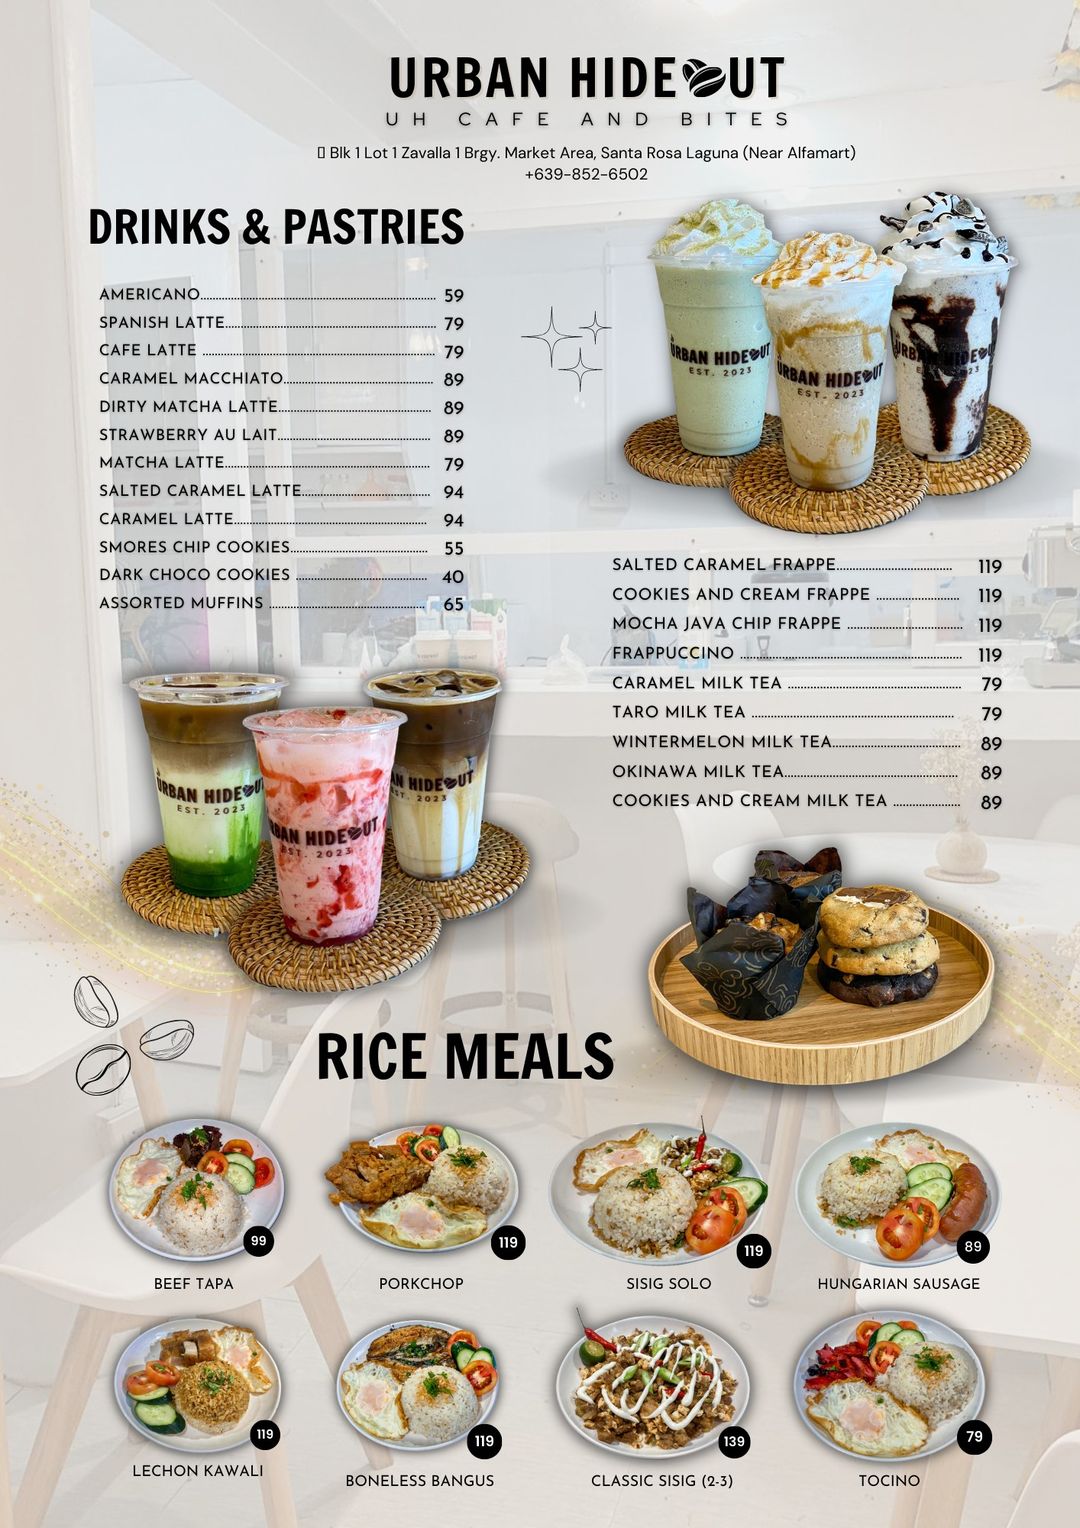 URBAN HIDEOUT
UH CAFE AND BITES
Blk 1 Lot 1 Zavalla 1 Brgy. Market Area, Santa Rosa Laguna (Near Alfamart)
+639-852-6502
DRINKS & PASTRIES
AMERICANO 59
SPANISH LATTE 79
CAFE LATTE 79
CARAMEL MACCHIATO 89
DIRTY MATCHA LATTE 89
STRAWBERRY AU LAIT 89
MATCHA LATTE 79
SALTED CARAMEL LATTE 94
CARAMEL LATTE 94
SMORES CHIP COOKIES 55
DARK CHOCO COOKIES 40
ASSORTED MUFFINS 65
URBAN HIDEOUT
EST. 2023
URBAN HIDEOUT
EST. 2023
URBAN HIDEOUT
2023
SALTED CARAMEL FRAPPE 119
COOKIES AND CREAM FRAPPE 119
MOCHA JAVA CHIP FRAPPE 119
FRAPPUCCINO 119
CARAMEL MILK TEA 79
TARO MILK TEA 79
WINTERMELON MILK TEA 89
OKINAWA MILK TEA 89
COOKIES AND CREAM MILK TEA 89
URBAN HIDEOUT
EST. 2023
URBAN HIDEOUT
EST. 2023
URBAN HIDEOUT
EST. 2023
RICE MEALS
99
BEEF TAPA
119
PORKCHOP
119
SISIG SOLO
89
HUNGARIAN SAUSAGE
119
LECHON KAWALI
119
BONELESS BANGUS
139
CLASSIC SISIG (2-3)
79
TOCINO